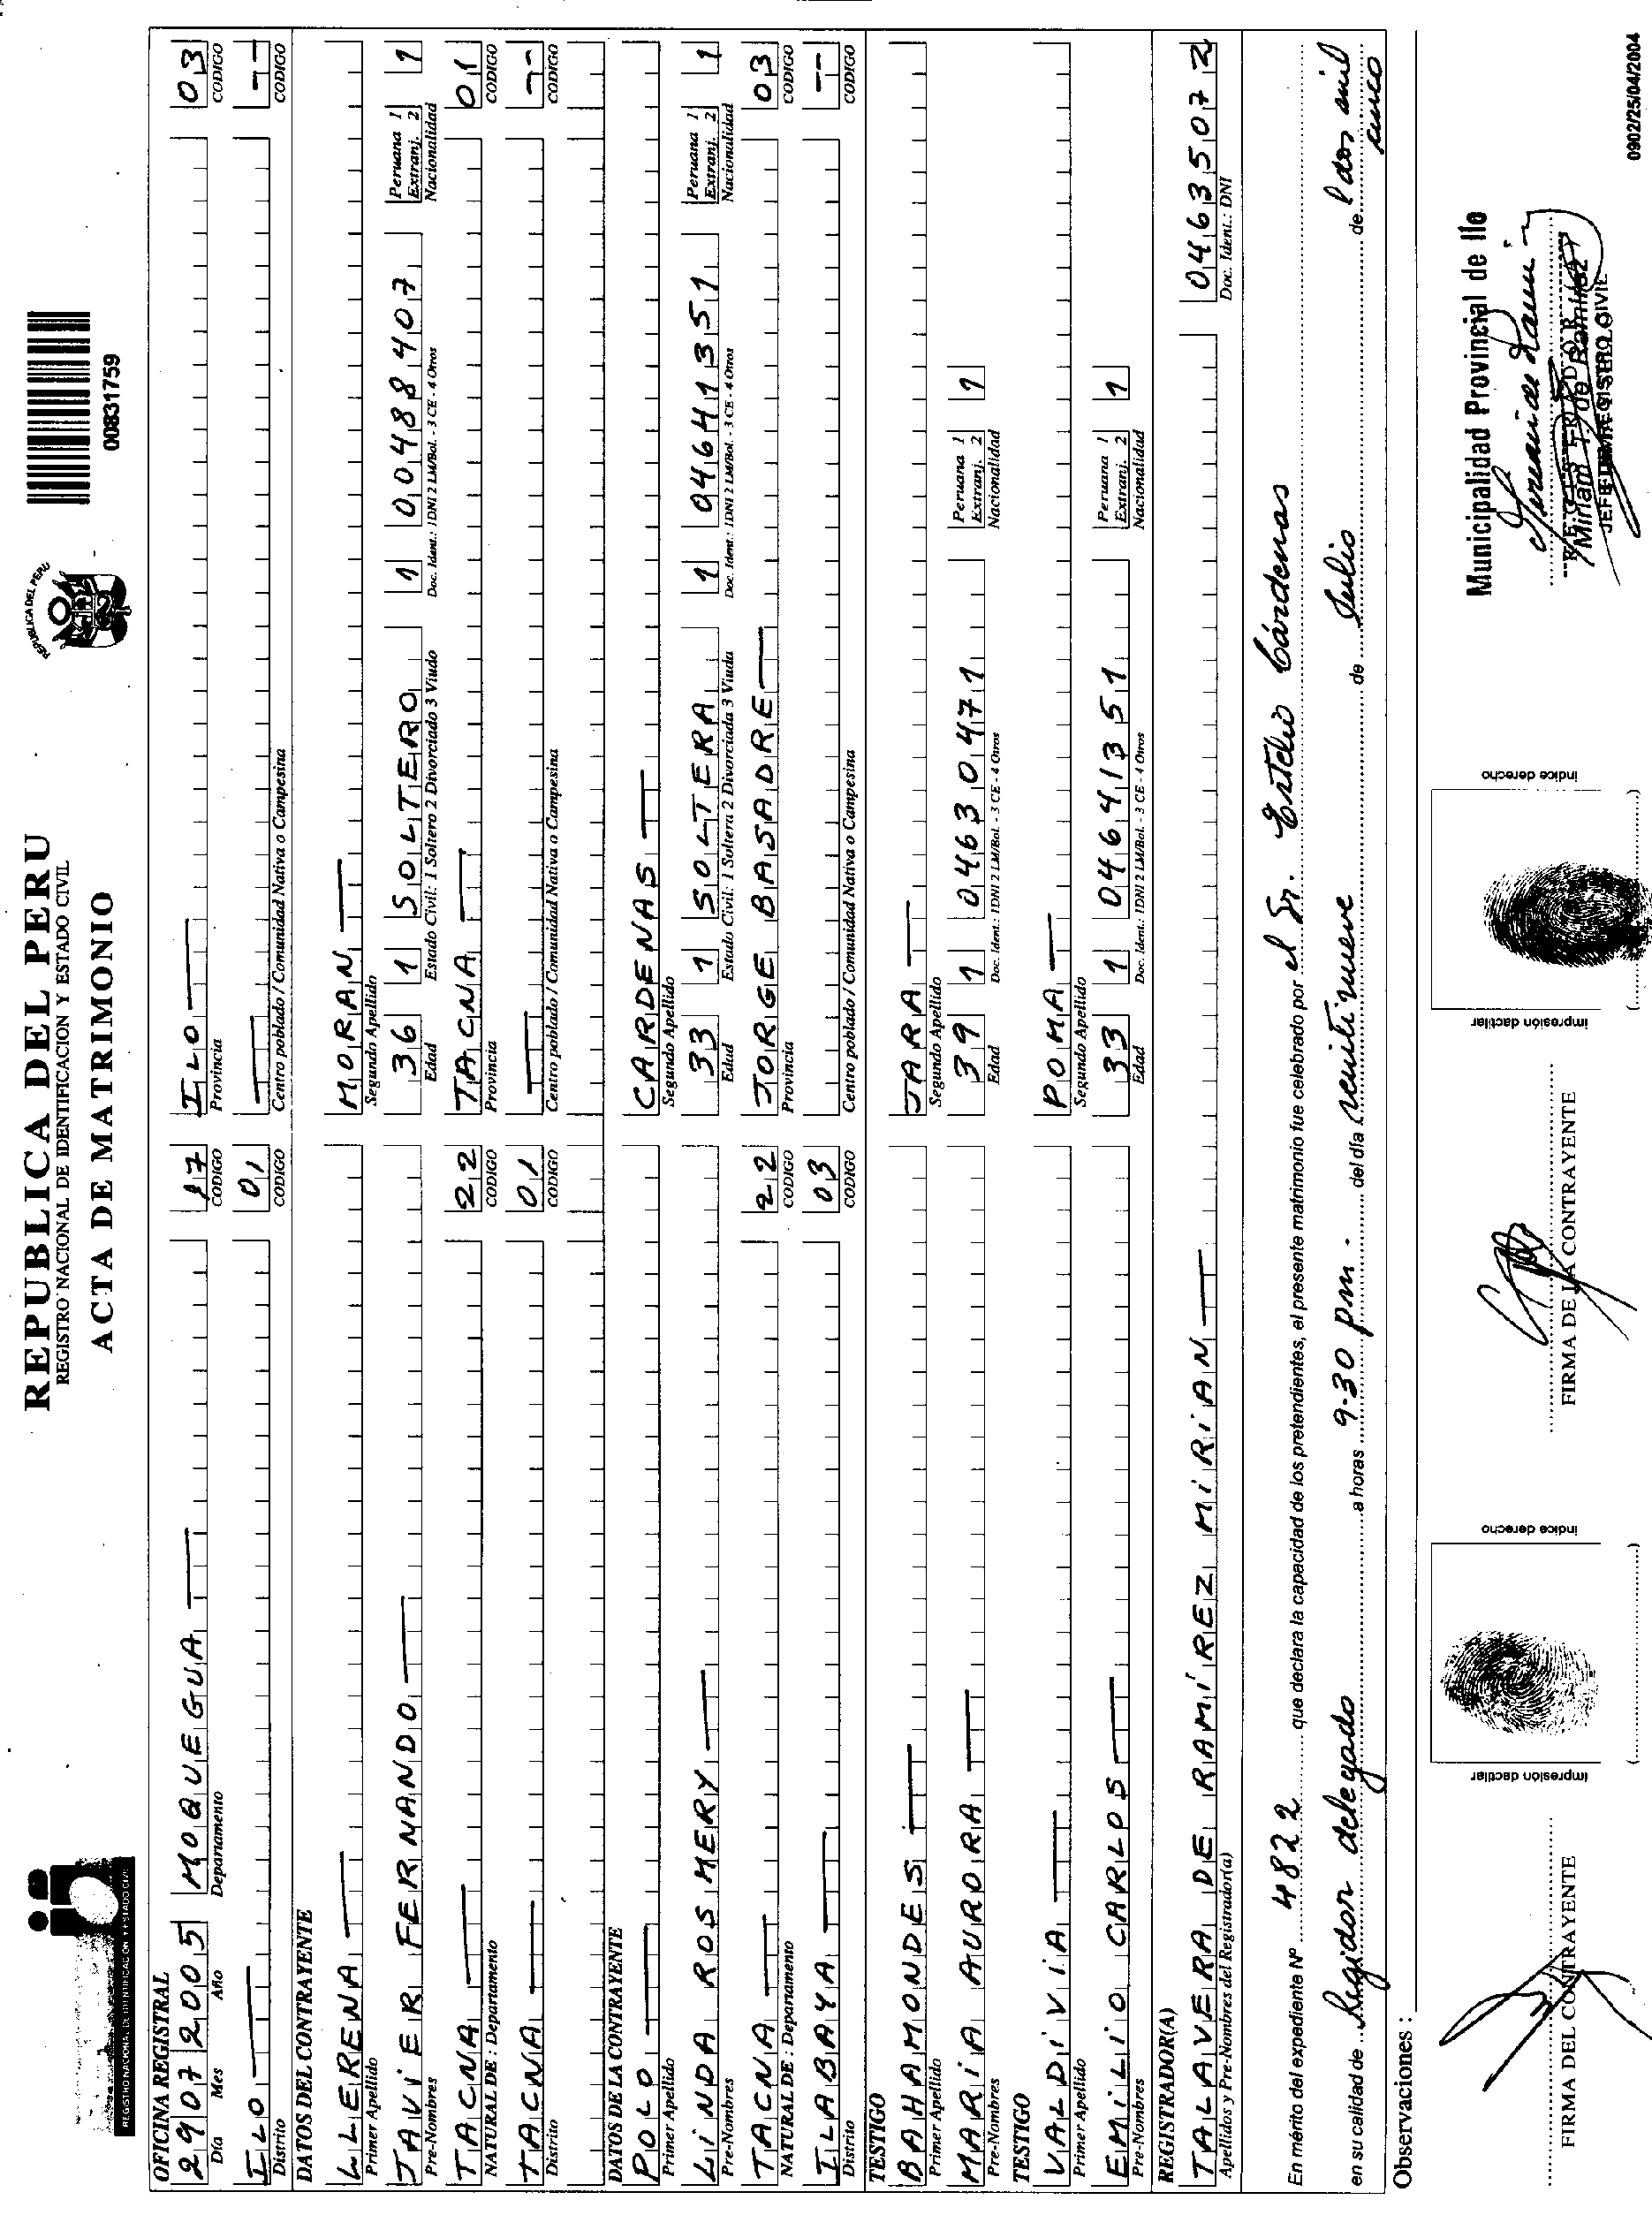 REPUBLICA DEL PERU
REGISTRO NACIONAL DE IDENTIFICACION Y ESTADO CIVIL
ACTA DE MATRIMONIO
REPUBLICA DEL PERU
00831759
REGISTRO NACIONAL DE IDENTIFICACION Y ESTADO CIVIL
OFICINA REGISTRAL
29 07 2005 MOQUEGUA 17 ILO 03
Día Mes Año Departamento CODIGO Provincia CODIGO
ILO 01 --
Distrito CODIGO Centro poblado / Comunidad Nativa o Campesina CODIGO
DATOS DEL CONTRAYENTE
LLERENA MORAN
Primer Apellido Segundo Apellido
JAViER FERNANDO 36 1 SOLTERO 1 00488407 Peruana 1 Extranj. 2 1
Pre-Nombres Edad Estado Civil: 1 Soltero 2 Divorciado 3 Viudo Doc. Ident.: 1DNI 2 LM/Bol. - 3 CE - 4 Otros Nacionalidad
TACNA 22 TACNA 01
NATURAL DE : Departamento CODIGO Provincia CODIGO
TACNA 01 --
Distrito CODIGO Centro poblado / Comunidad Nativa o Campesina CODIGO
DATOS DE LA CONTRAYENTE
POLO CARDENAS
Primer Apellido Segundo Apellido
LiNDA ROSMERY 33 1 SOLTERA 1 04641351 Peruana 1 Extranj. 2 1
Pre-Nombres Edad Estado Civil: 1 Soltera 2 Divorciada 3 Viuda Doc. Ident.: 1DNI 2 LM/Bol. - 3 CE - 4 Otros Nacionalidad
TACNA 22 JORGE BASADRE 03
NATURAL DE : Departamento CODIGO Provincia CODIGO
ILABAYA 03 --
Distrito CODIGO Centro poblado / Comunidad Nativa o Campesina CODIGO
TESTIGO
BAHAMONDES JARA
Primer Apellido Segundo Apellido
MARiA AURORA 39 1 04630471 Peruana 1 Extranj. 2 1
Pre-Nombres Edad Doc. Ident.: 1DNI 2 LM/Bol. - 3 CE - 4 Otros Nacionalidad
TESTIGO
VALDiViA POMA
Primer Apellido Segundo Apellido
EMiLiO CARLOS 33 1 04641351 Peruana 1 Extranj. 2 1
Pre-Nombres Edad Doc. Ident.: 1DNI 2 LM/Bol. - 3 CE - 4 Otros Nacionalidad
REGISTRADOR(A)
TALAVERA DE RAMÍREZ MiRiAN 04635072
Apellidos y Pre-Nombres del Registrador(a) Doc. Ident.: DNI
En mérito del expediente Nº 4822 que declara la capacidad de los pretendientes, el presente matrimonio fue celebrado por el Sr. Cárdenas
en su calidad de Regidor delegado a horas 9.30 pm. del día veintinueve de Julio de dos mil cinco
Observaciones :
FIRMA DEL CONTRAYENTE
impresión dactilar
indice derecho
FIRMA DE LA CONTRAYENTE
impresión dactilar
indice derecho
Municipalidad Provincial de Ilo
REGISTRADOR
Miriam T. de Ramírez
0902/25/04/2004